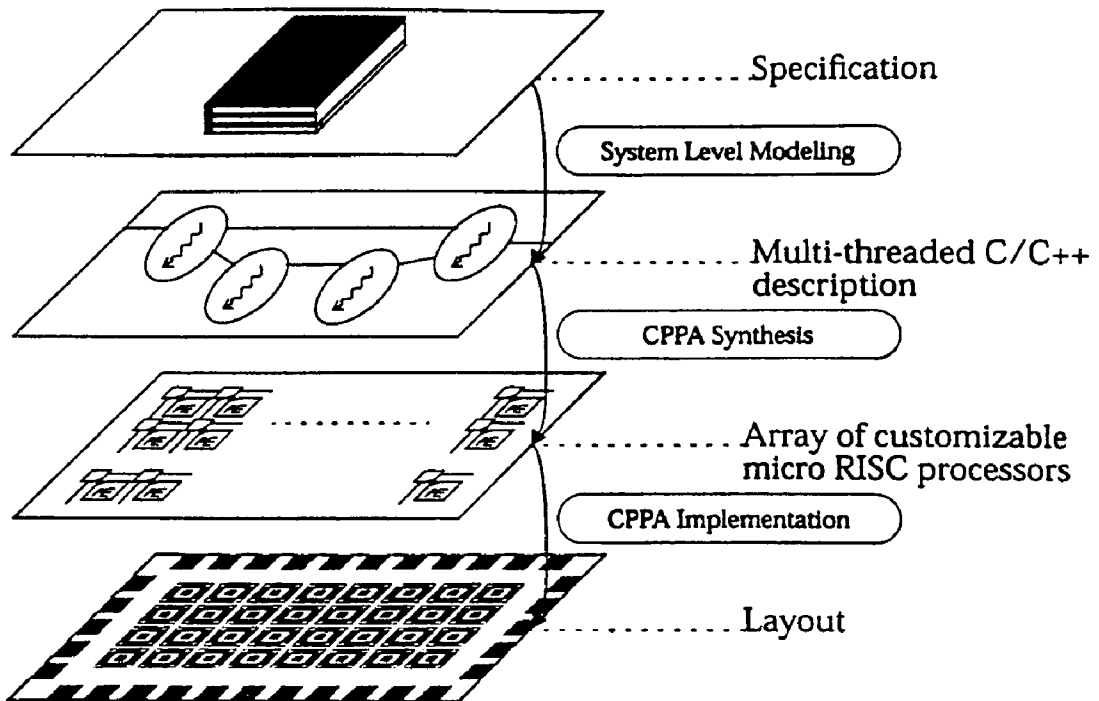 Specification
System Level Modeling
Multi-threaded C/C++
description
CPPA Synthesis
Array of customizable
micro RISC processors
CPPA Implementation
Layout